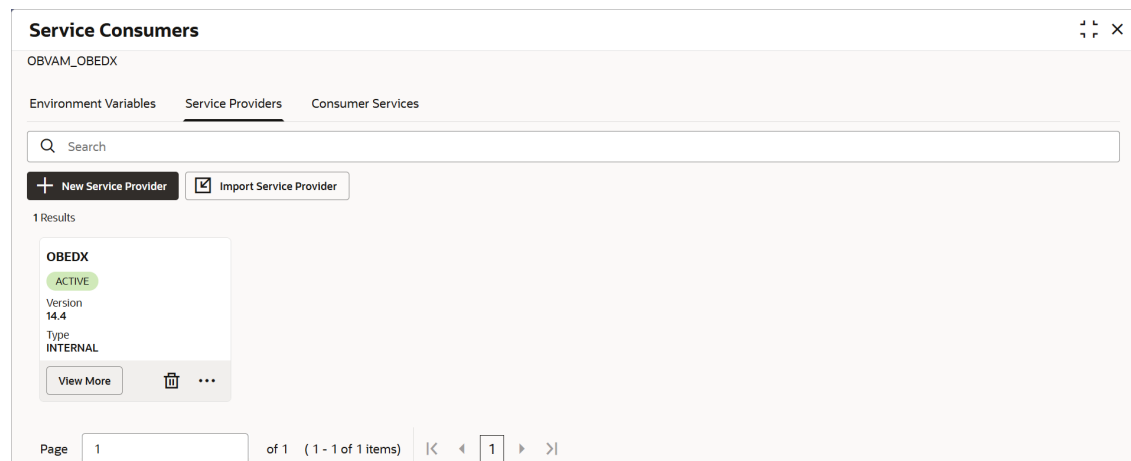 Service Consumers
OBVAM_OBEDX
Environment Variables Service Providers Consumer Services
Search
New Service Provider Import Service Provider
1 Results
OBEDX
ACTIVE
Version
14.4
Type
INTERNAL
View More
Page 1 of 1 ( 1 - 1 of 1 items) 1